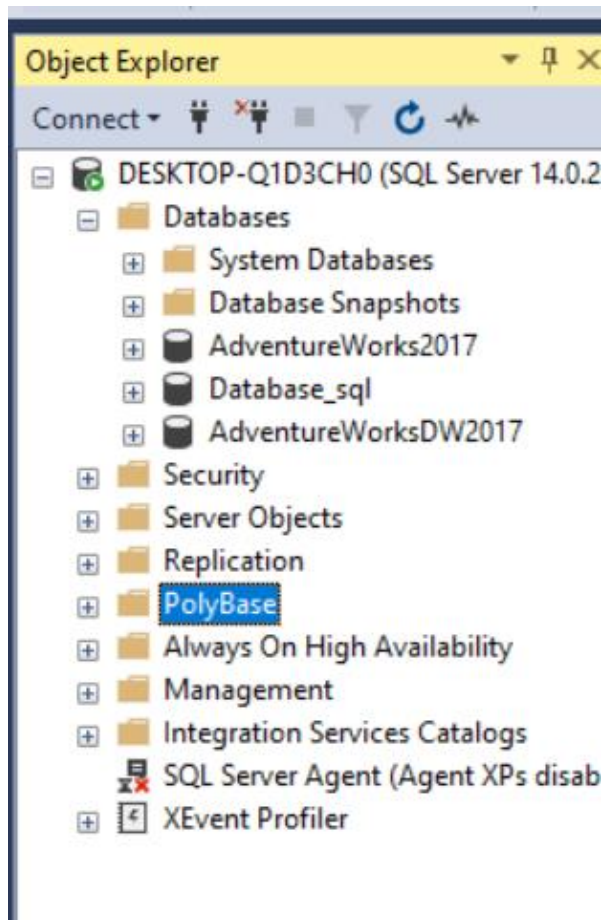 Object Explorer
Connect
DESKTOP-Q1D3CH0 (SQL Server 14.0.2
Databases
System Databases
Database Snapshots
AdventureWorks2017
Database_sql
AdventureWorksDW2017
Security
Server Objects
Replication
PolyBase
Always On High Availability
Management
Integration Services Catalogs
SQL Server Agent (Agent XPs disab
XEvent Profiler